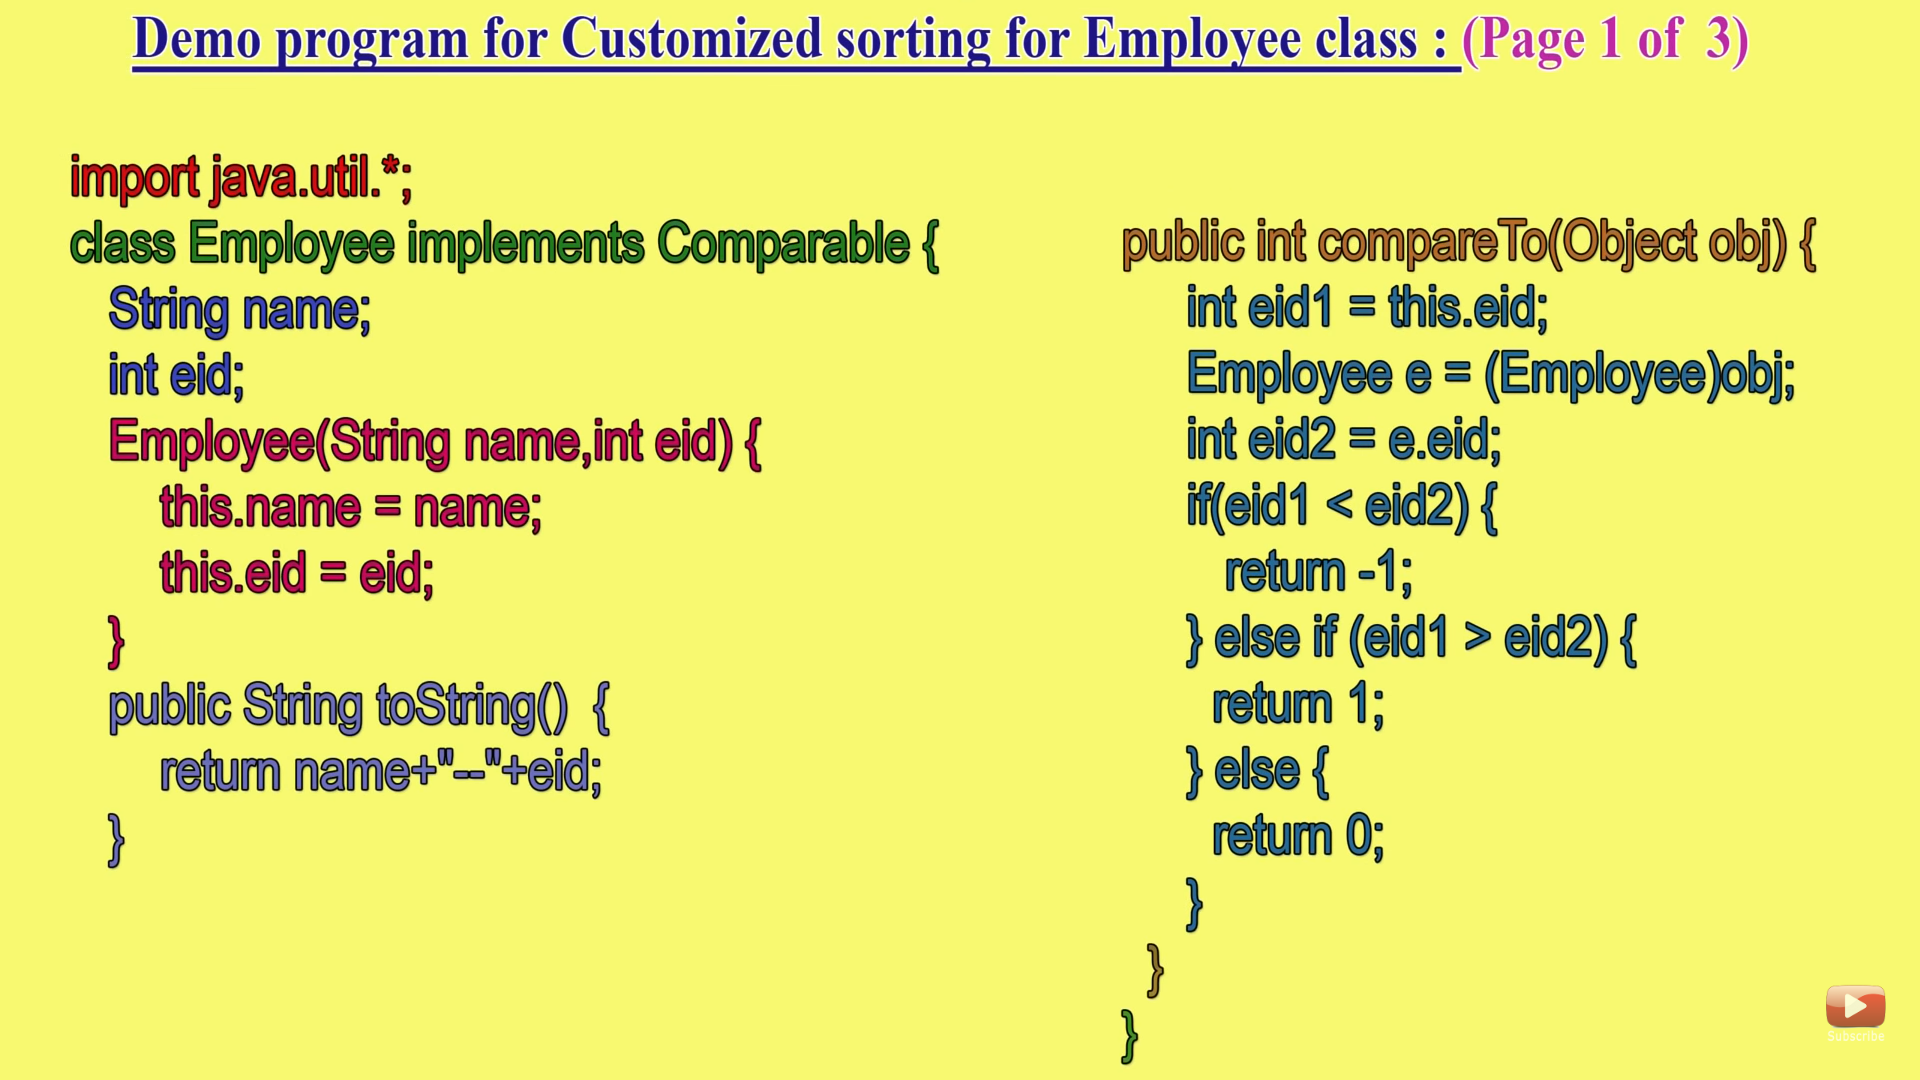 Demo program for Customized sorting for Employee class : (Page 1 of 3)
import java.util.*;
class Employee implements Comparable {
String name;
int eid;
Employee(String name,int eid) {
this.name = name;
this.eid = eid;
}
public String toString() {
return name+"--"+eid;
}
public int compareTo(Object obj) {
int eid1 = this.eid;
Employee e = (Employee)obj;
int eid2 = e.eid;
if(eid1 < eid2) {
return -1;
} else if (eid1 > eid2) {
return 1;
} else {
return 0;
}
}
}
Subscribe